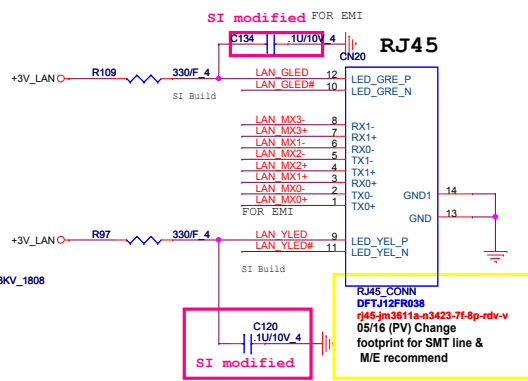 SI modified FOR EMI
C134 .1U/10V_4
CN20
RJ45
+3V_LAN R109 330/F_4 LAN_GLED 12 LED_GRE_P
LAN_GLED# 10 LED_GRE_N
SI Build
LAN_MX3- 8 RX1-
LAN_MX3+ 7 RX1+
LAN_MX1- 6 RX0-
LAN_MX2- 5 TX1-
LAN_MX2+ 4 TX1+
LAN_MX1+ 3 RX0+
LAN_MX0- 2 TX0- GND1 14
LAN_MX0+ 1 TX0+
FOR EMI GND 13
+3V_LAN R97 330/F_4 LAN_YLED 9 LED_YEL_P
LAN_YLED# 11 LED_YEL_N
SI Build
3KV_1808
RJ45_CONN
DFTJ12FR038
rj45-jm3611a-n3423-7f-8p-rdv-v
05/16 (PV) Change
footprint for SMT line &
M/E recommend
C120
.1U/10V_4
SI modified